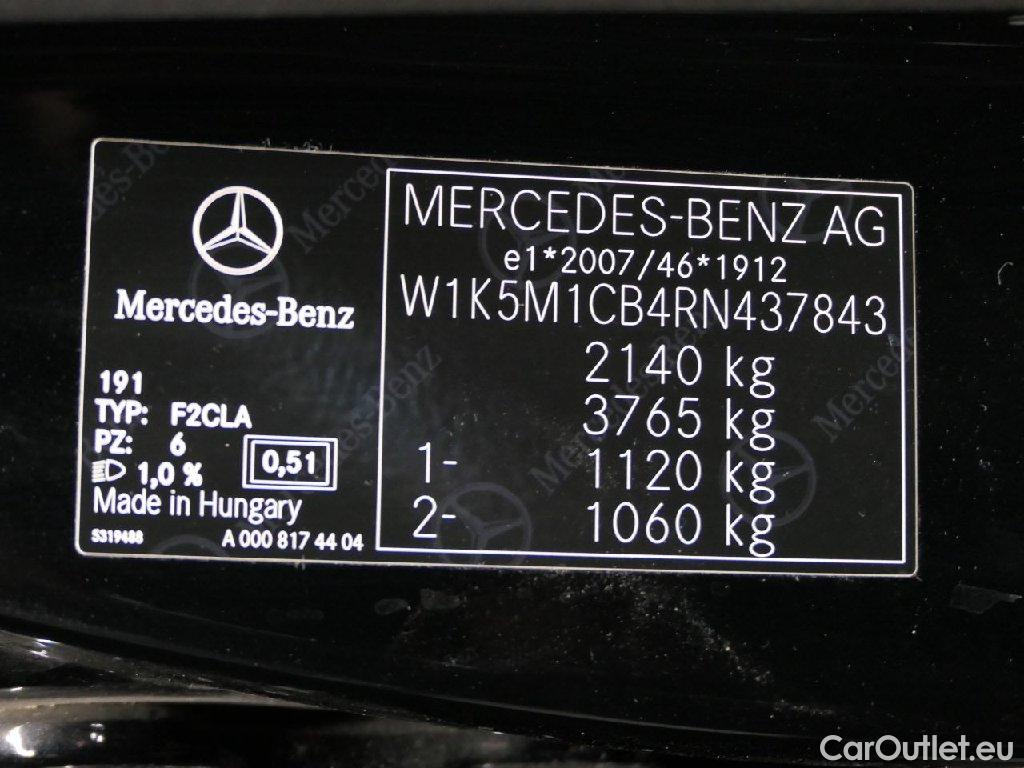 Mercedes-Benz
191
TYP: F2CLA
PZ: 6
1,0 %
0,51
Made in Hungary
S319488
A 000 817 44 04
MERCEDES-BENZ AG
e1*2007/46*1912
W1K5M1CB4RN437843
2140 kg
3765 kg
1- 1120 kg
2- 1060 kg
CarOutlet.eu